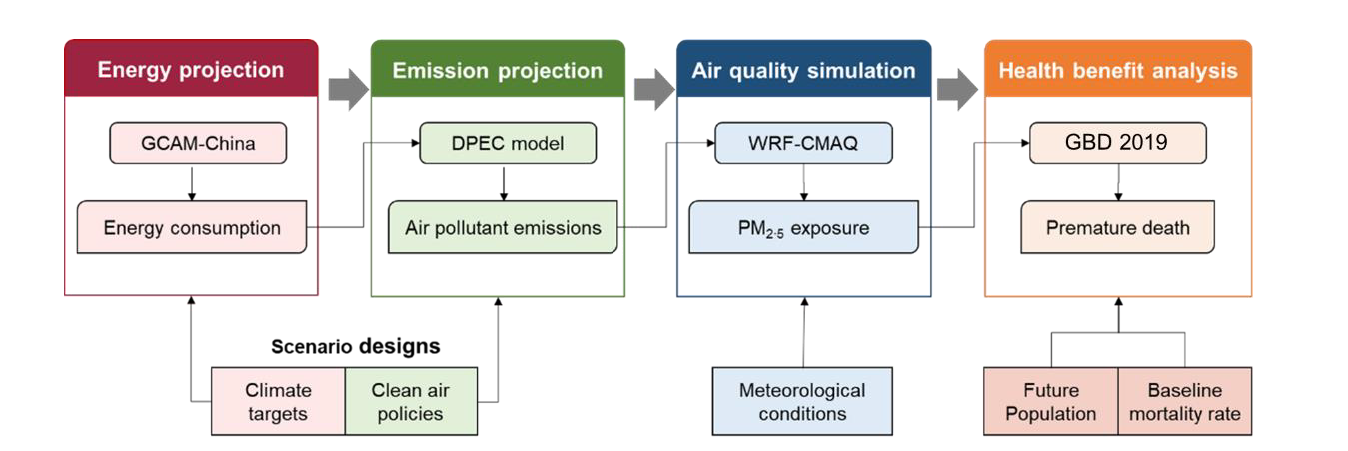 Energy projection
Emission projection
Air quality simulation
Health benefit analysis
GCAM-China
DPEC model
WRF-CMAQ
GBD 2019
Energy consumption
Air pollutant emissions
PM2.5 exposure
Premature death
Scenario designs
Climate
targets
Clean air
policies
Meteorological
conditions
Future
Population
Baseline
mortality rate